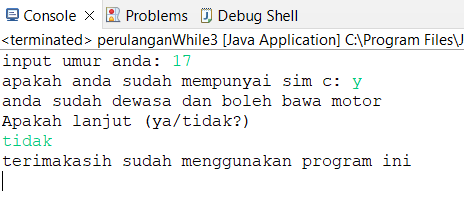 Console Problems Debug Shell
<terminated> perulanganWhile3 [Java Application] C:\Program Files\J
input umur anda: 17
apakah anda sudah mempunyai sim c: y
anda sudah dewasa dan boleh bawa motor
Apakah lanjut (ya/tidak?)
tidak
terimakasih sudah menggunakan program ini